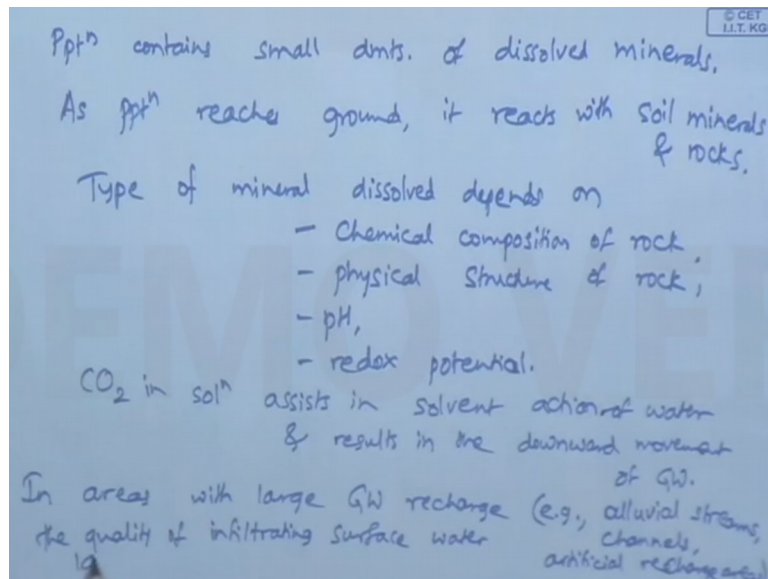 © CET
I.I.T. KG
Pptⁿ contains small amts. of dissolved minerals.
As pptⁿ reaches ground, it reacts with soil minerals
& rocks.
Type of mineral dissolved depends on
- Chemical composition of rock,
- physical structure of rock,
- pH,
- redox potential.
CO₂ in solⁿ assists in solvent action of water
& results in the downward movement
of GW.
In areas with large GW recharge (e.g., alluvial streams,
the quality of infiltrating surface water channels,
artificial recharge areas)
DEMO VE